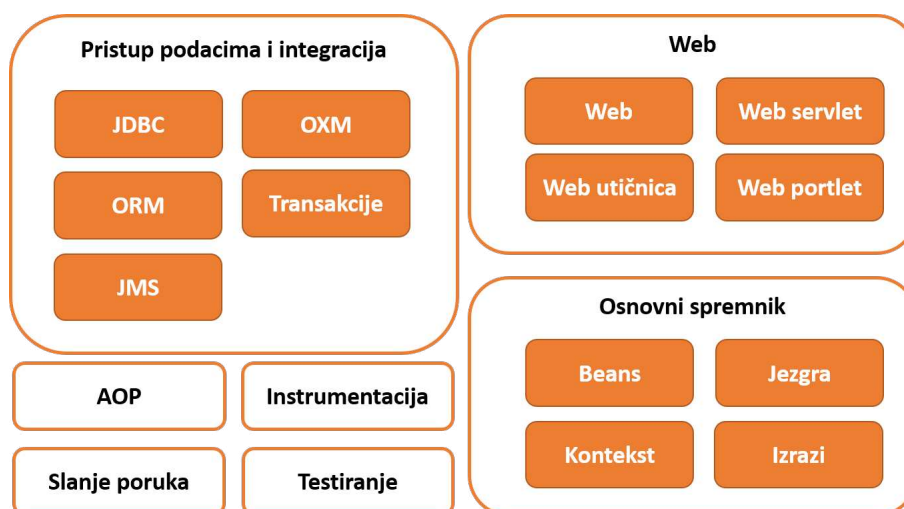 Pristup podacima i integracija
JDBC
OXM
ORM
Transakcije
JMS
AOP
Instrumentacija
Slanje poruka
Testiranje
Web
Web
Web servlet
Web utičnica
Web portlet
Osnovni spremnik
Beans
Jezgra
Kontekst
Izrazi